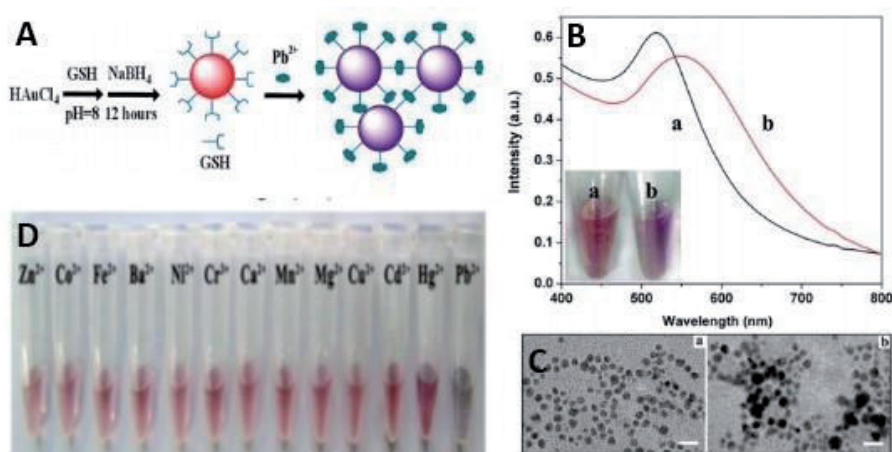 A
GSH NaBH4
HAuCl4
pH=8 12 hours
GSH
Pb2+
B
Intensity (a.u.)
0.6
0.5
0.4
0.3
0.2
0.1
0.0
a
b
a
b
400
500
600
700
800
Wavelength (nm)
D
Zn2+ Co2+ Fe2+ Ba2+ Ni2+ Cr3+ Ca2+ Mn2+ Mg2+ Cu2+ Cd2+ Hg2+ Pb2+
C
a
b